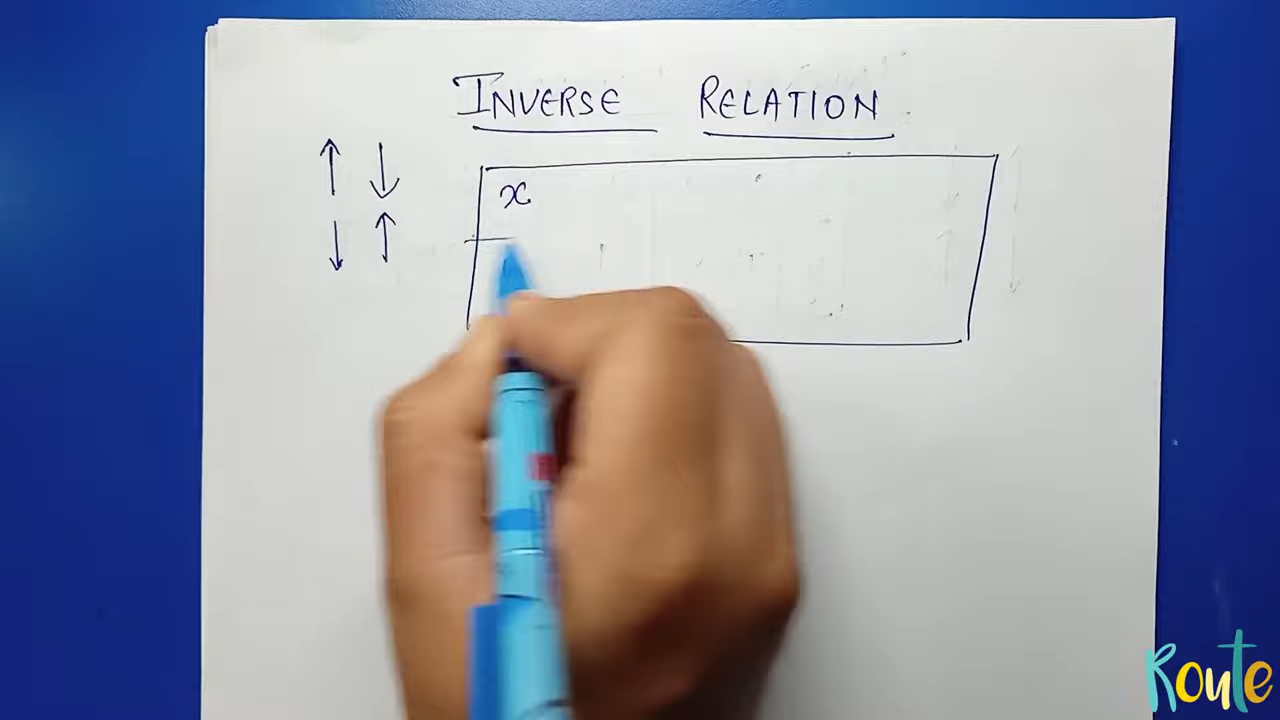 INVERSE RELATION
↑ ↓
x
↓ ↑
Route